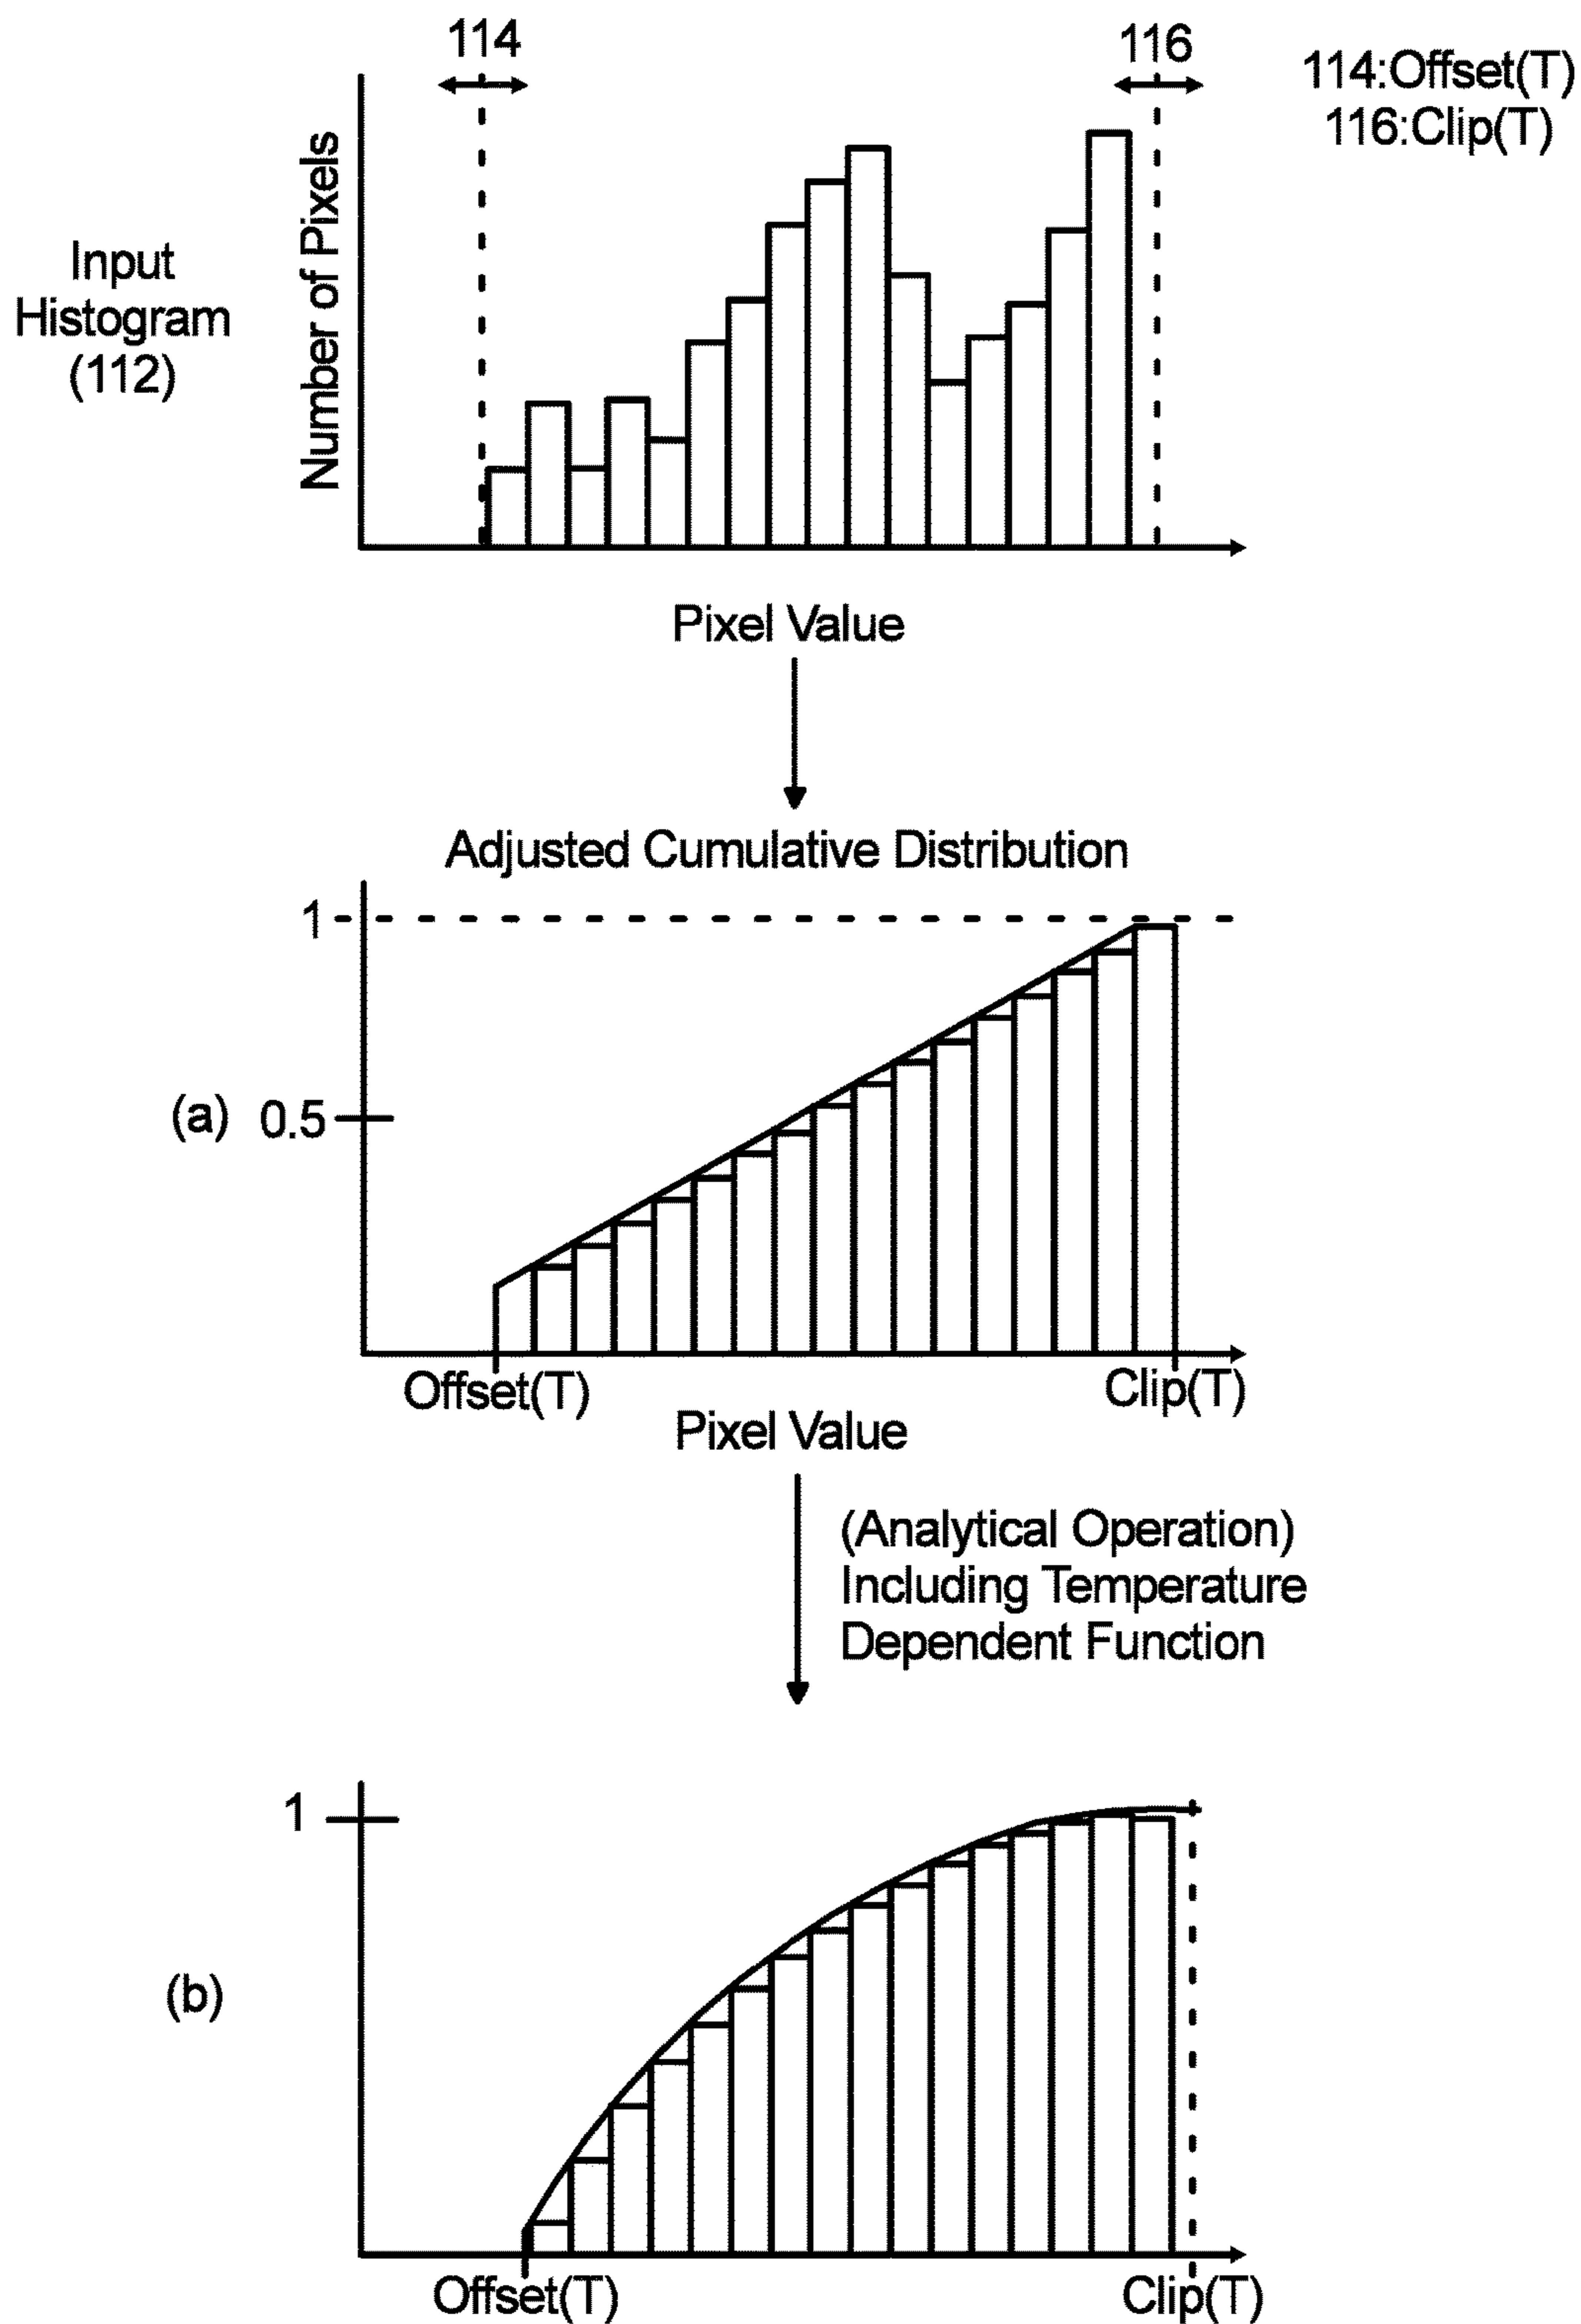 114
116
114:Offset(T)
116:Clip(T)
Number of Pixels
Input
Histogram
(112)
Pixel Value
Adjusted Cumulative Distribution
1
(a)
0.5
Offset(T)
Clip(T)
Pixel Value
(Analytical Operation)
Including Temperature
Dependent Function
1
(b)
Offset(T)
Clip(T)